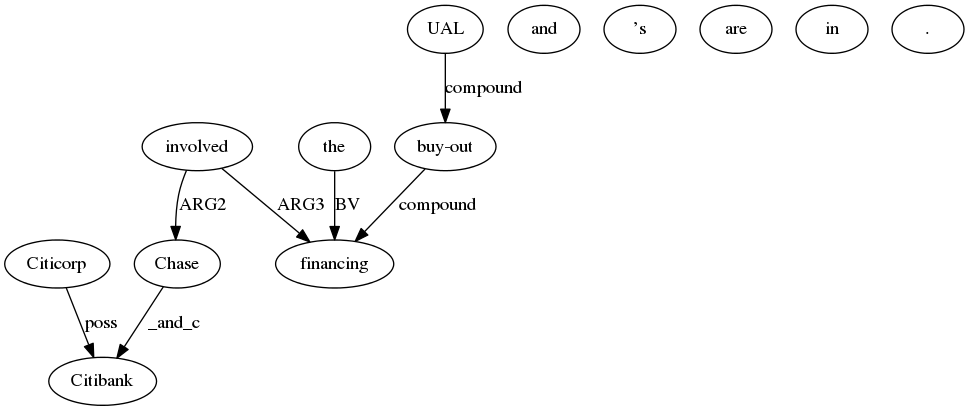 UAL and ’s are in .
compound
involved the buy-out
ARG2 ARG3 BV compound
Citicorp Chase financing
poss _and_c
Citibank